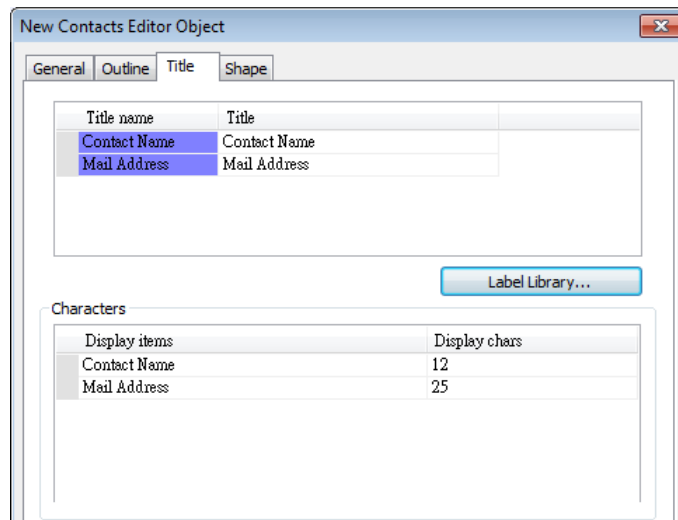 New Contacts Editor Object
General Outline Title Shape
Title name Title
Contact Name Contact Name
Mail Address Mail Address
Label Library...
Characters
Display items Display chars
Contact Name 12
Mail Address 25